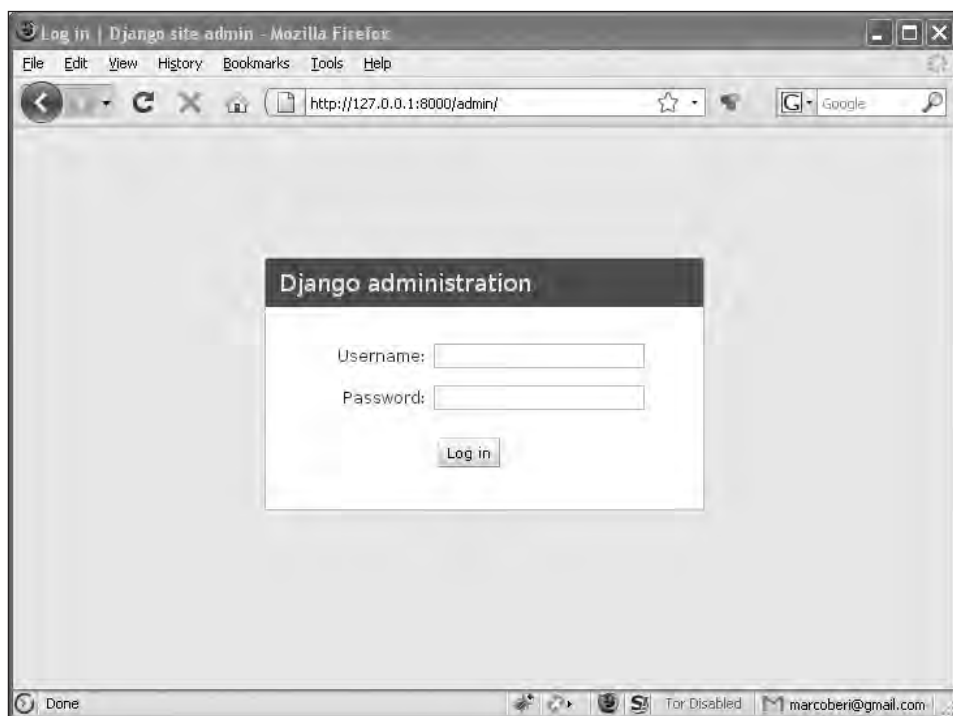 Log in | Django site admin - Mozilla Firefox
File Edit View History Bookmarks Tools Help
http://127.0.0.1:8000/admin/
G Google
Django administration
Username:
Password:
Log in
Done
S Tor Disabled marcoberi@gmail.com